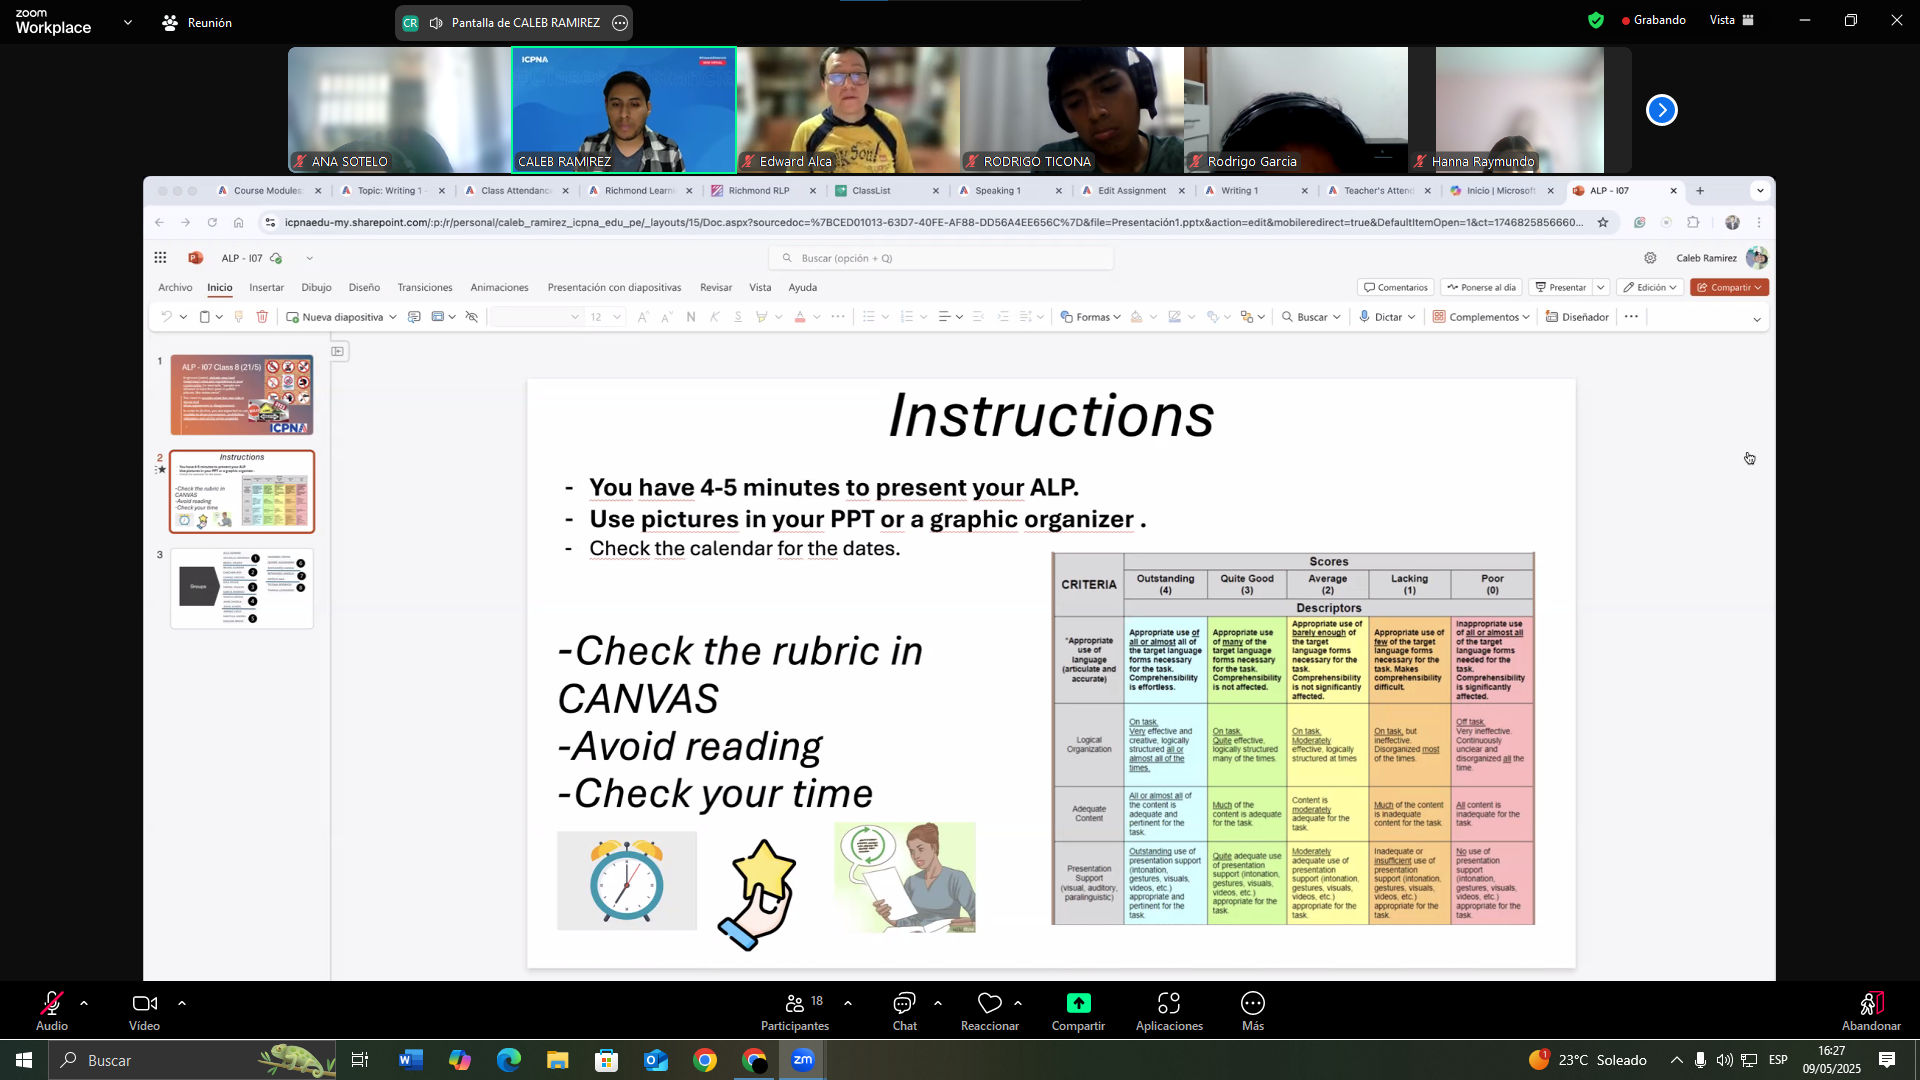 zoom
Workplace
Reunión
CR
Pantalla de CALEB RAMIREZ
Grabando
Vista
ICPNA
ANA SOTELO
CALEB RAMIREZ
Edward Alca
RODRIGO TICONA
Rodrigo Garcia
Hanna Raymundo
Course Modules:
Topic: Writing 1 -
Class Attendanc
Richmond Learni
Richmond RLP
ClassList
Speaking 1
Edit Assignment
Writing 1
Teacher's Attend
Inicio | Microsoft
ALP - I07
icpnaedu-my.sharepoint.com/:p:/r/personal/caleb_ramirez_icpna_edu_pe/_layouts/15/Doc.aspx?sourcedoc=%7BCED01013-63D7-40FE-AF88-DD56A4EE656C%7D&file=Presentación1.pptx&action=edit&mobileredirect=true&DefaultItemOpen=1&ct=1746825856660...
ALP - I07
Buscar (opción + Q)
Caleb Ramirez
Archivo Inicio Insertar Dibujo Diseño Transiciones Animaciones Presentación con diapositivas Revisar Vista Ayuda
Comentarios Ponerse al día Presentar Edición Compartir
Nueva diapositiva 12 N K S Formas Buscar Dictar Complementos Diseñador
1
ALP - I07 Class 8 (21/5)
ICPNA
2
Instructions
-Check the rubric in
CANVAS
-Avoid reading
-Check your time
3
Groups
Instructions
- You have 4-5 minutes to present your ALP.
- Use pictures in your PPT or a graphic organizer .
- Check the calendar for the dates.
-Check the rubric in
CANVAS
-Avoid reading
-Check your time
CRITERIA
Scores
Outstanding
(4)
Quite Good
(3)
Average
(2)
Lacking
(1)
Poor
(0)
Descriptors
"Appropriate
use of
language
(articulate and
accurate)
Appropriate use of
all or almost all of
the target language
forms necessary
for the task.
Comprehensibility
is effortless.
Appropriate use
of many of the
target language
forms necessary
for the task.
Comprehensibility
is not affected.
Appropriate use of
barely enough of
the target
language forms
necessary for the
task.
Comprehensibility
is not significantly
affected.
Appropriate use of
few of the target
language forms
necessary for the
task. Makes
comprehensibility
difficult.
Inappropriate use
of all or almost all
of the target
language forms
needed for the
task.
Comprehensibility
is significantly
affected.
Logical
Organization
On task.
Very effective and
creative, logically
structured all or
almost all of the
times.
On task.
Quite effective,
logically structured
many of the times.
On task.
Moderately
effective, logically
structured at times
On task, but
ineffective.
Disorganized most
of the times.
Off task.
Very ineffective.
Continuously
unclear and
disorganized all the
time.
Adequate
Content
All or almost all of
the content is
adequate and
pertinent for the
task.
Much of the
content is adequate
for the task.
Content is
moderately
adequate for the
task.
Much of the content
is inadequate
content for the task.
All content is
inadequate for the
task.
Presentation
Support
(visual, auditory,
paralinguistic)
Outstanding use of
presentation support
(intonation,
gestures, visuals,
videos, etc.)
appropriate and
pertinent for the
task.
Quite adequate use
of presentation
support (intonation,
gestures, visuals,
videos, etc.)
appropriate for the
task.
Moderately
adequate use of
presentation
support (intonation,
gestures, visuals,
videos, etc.)
appropriate for the
task.
Inadequate or
insufficient use of
presentation
support (intonation,
gestures, visuals,
videos, etc.)
appropriate for the
task.
No use of
presentation
support
(intonation,
gestures, visuals,
videos, etc.)
appropriate for the
task.
Audio
Vídeo
18
Participantes
Chat
Reaccionar
Compartir
Aplicaciones
Más
Abandonar
Buscar
zm
1
23°C Soleado
ESP
16:27
09/05/2025